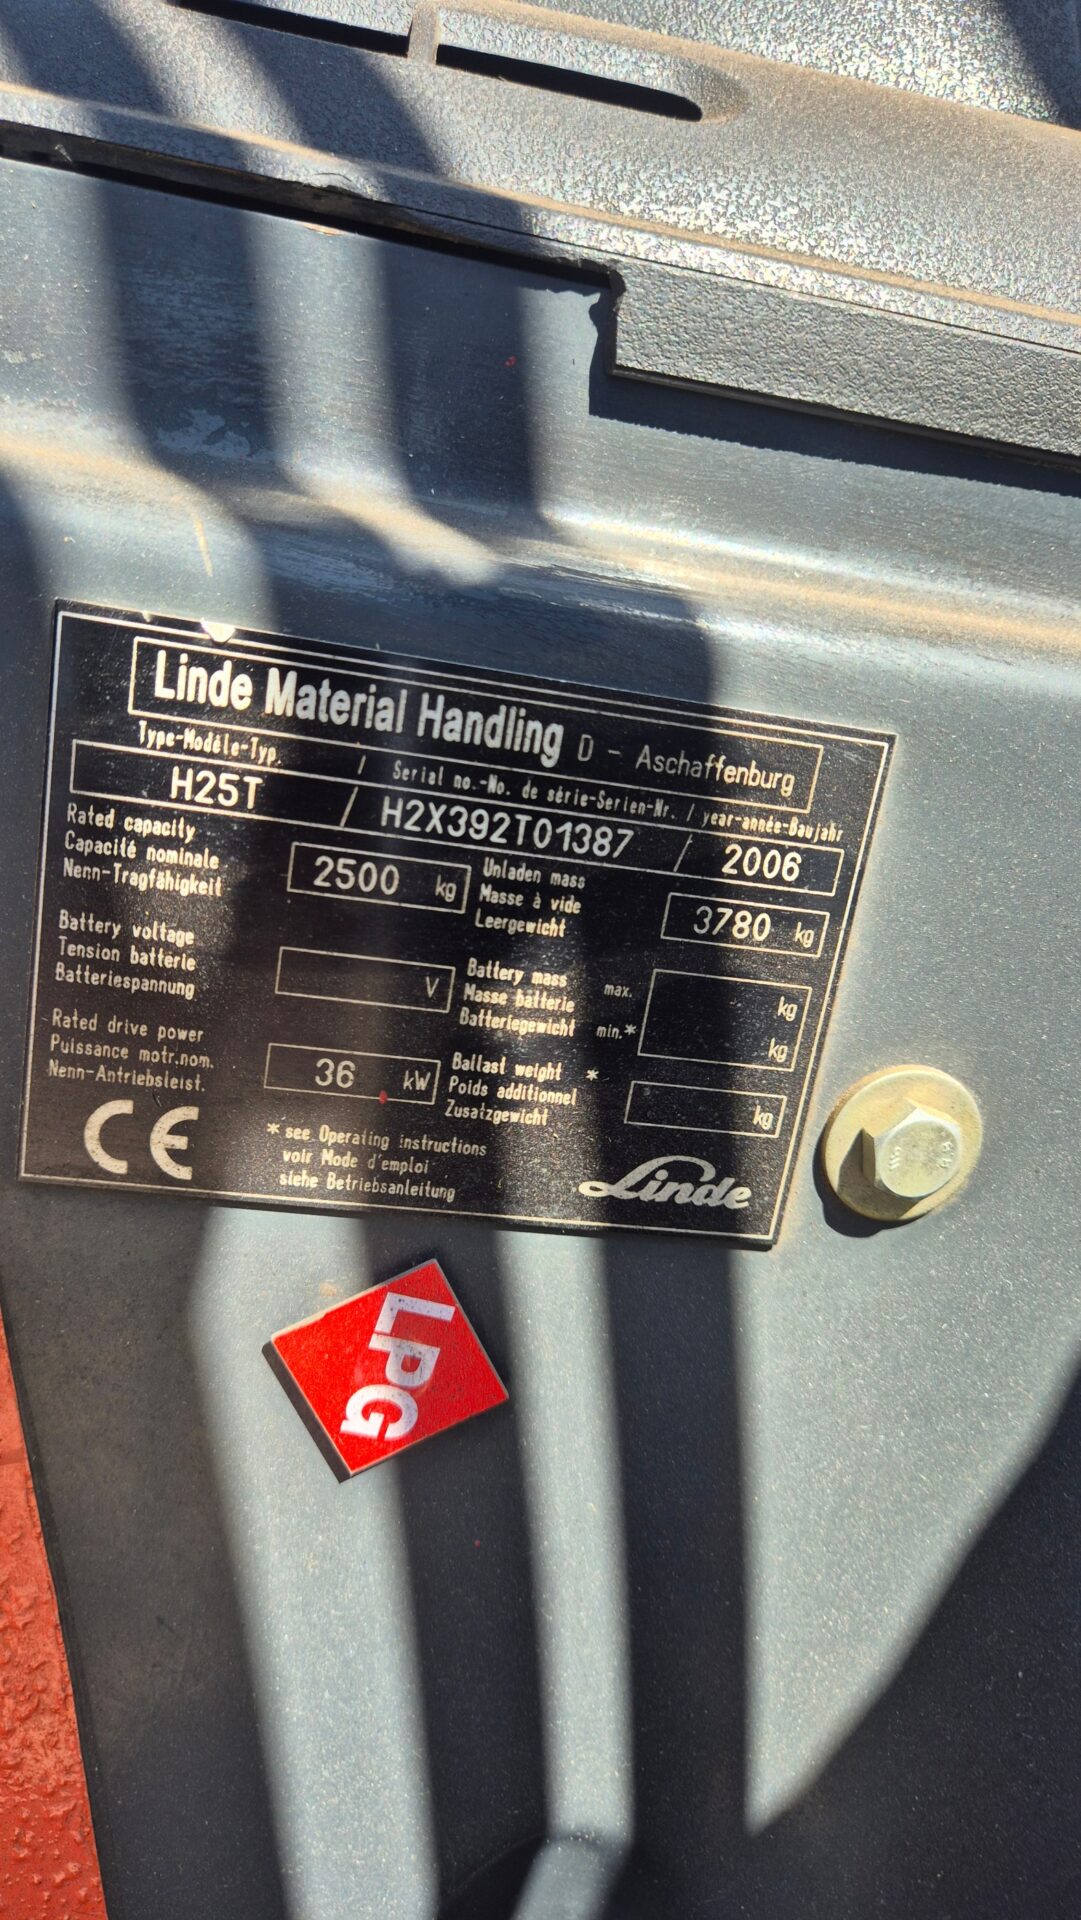 Linde Material Handling D - Aschaffenburg
Type-Modèle-Typ. / Serial no.-No. de série-Serien-Nr. / year-année-Baujahr
H25T / H2X392T01387 / 2006
Rated capacity
Capacité nominale
Nenn-Tragfähigkeit
2500 kg
Unladen mass
Masse à vide
Leergewicht
3780 kg
Battery voltage
Tension batterie
Batteriespannung
V
Battery mass
Masse batterie max.
Batteriegewicht min.*
kg
kg
Rated drive power
Puissance motr.nom.
Nenn-Antriebsleist.
36 kW
Ballast weight *
Poids additionnel
Zusatzgewicht
kg
CE
* see Operating instructions
voir Mode d'emploi
siehe Betriebsanleitung
Linde
LPG